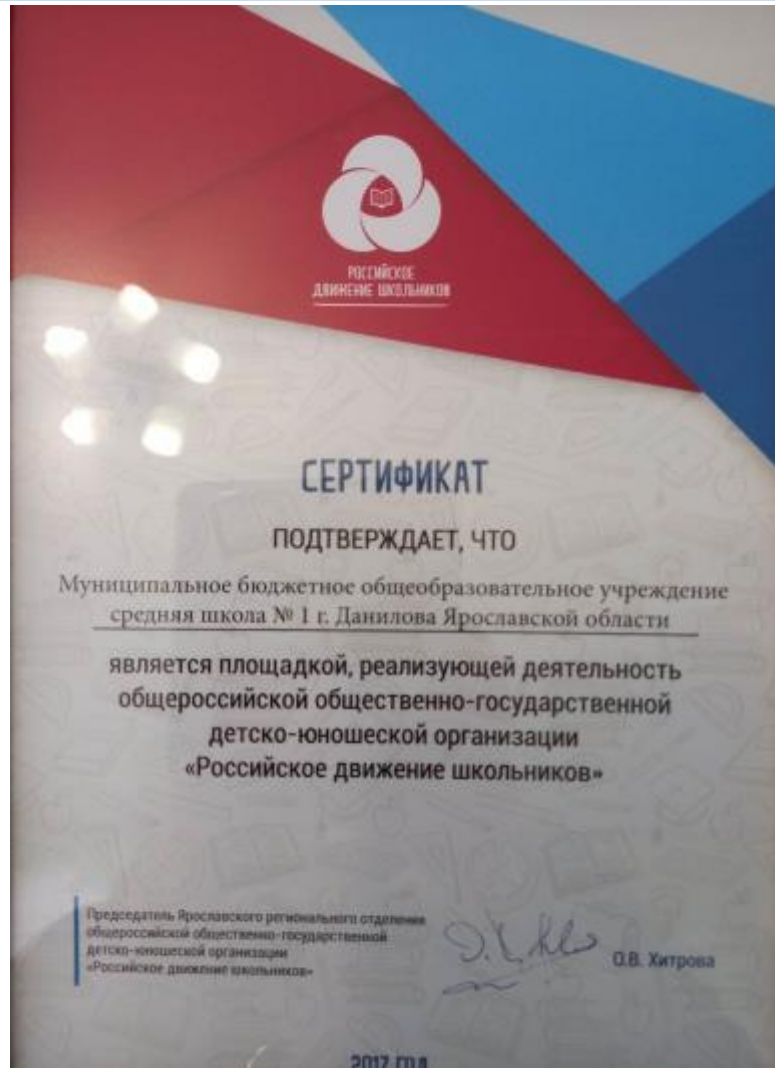 РОССИЙСКОЕ
ДВИЖЕНИЕ ШКОЛЬНИКОВ
СЕРТИФИКАТ
ПОДТВЕРЖДАЕТ, ЧТО
Муниципальное бюджетное общеобразовательное учреждение
средняя школа № 1 г. Данилова Ярославской области
является площадкой, реализующей деятельность
общероссийской общественно-государственной
детско-юношеской организации
«Российское движение школьников»
Председатель Ярославского регионального отделения
общероссийской общественно-государственной
детско-юношеской организации
«Российское движение школьников»
О.В. Хитрова
2017 год